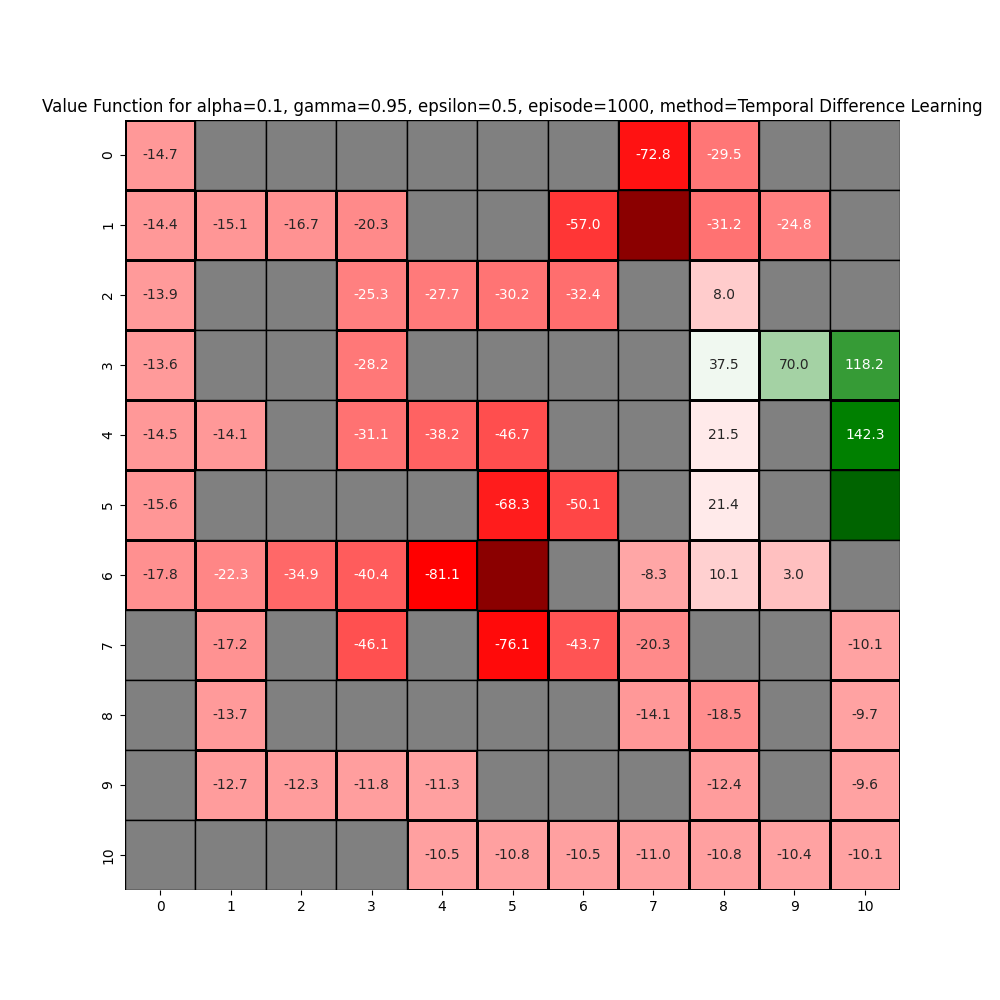 Value Function for alpha=0.1, gamma=0.95, epsilon=0.5, episode=1000, method=Temporal Difference Learning
0 -14.7 -72.8 -29.5
1 -14.4 -15.1 -16.7 -20.3 -57.0 -31.2 -24.8
2 -13.9 -25.3 -27.7 -30.2 -32.4 8.0
3 -13.6 -28.2 37.5 70.0 118.2
4 -14.5 -14.1 -31.1 -38.2 -46.7 21.5 142.3
5 -15.6 -68.3 -50.1 21.4
6 -17.8 -22.3 -34.9 -40.4 -81.1 -8.3 10.1 3.0
7 -17.2 -46.1 -76.1 -43.7 -20.3 -10.1
8 -13.7 -14.1 -18.5 -9.7
9 -12.7 -12.3 -11.8 -11.3 -12.4 -9.6
10 -10.5 -10.8 -10.5 -11.0 -10.8 -10.4 -10.1
0 1 2 3 4 5 6 7 8 9 10